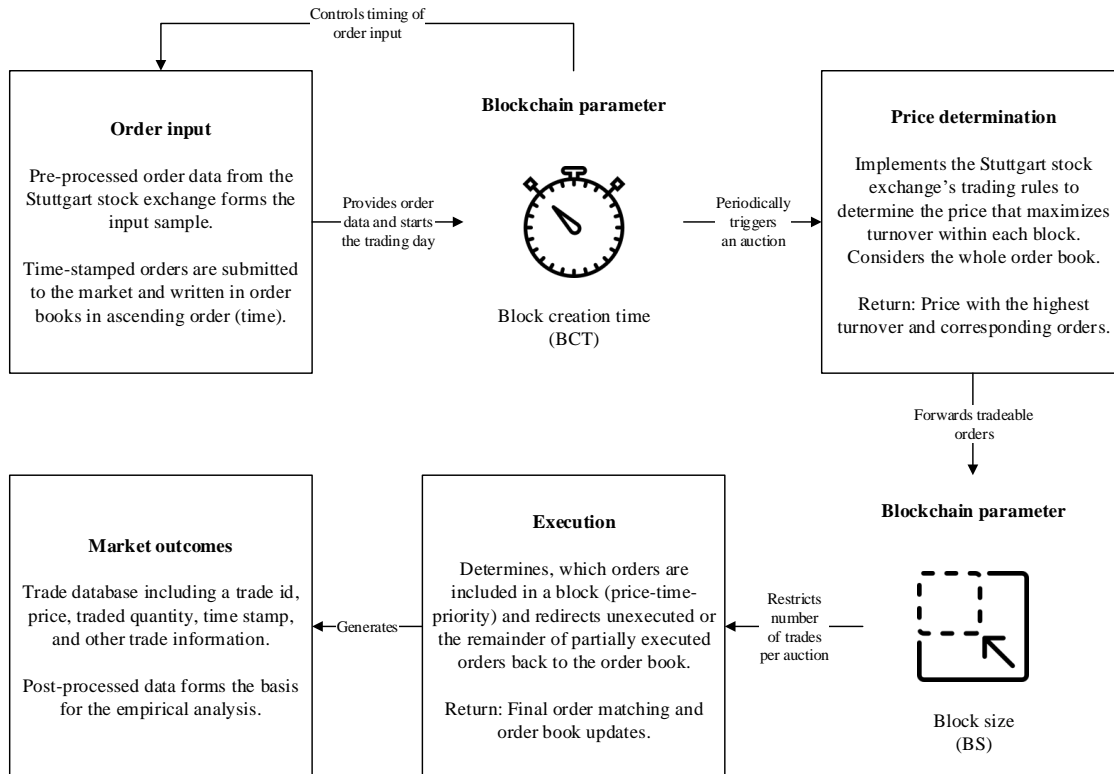 Controls timing of
order input
Order input
Pre-processed order data from the
Stuttgart stock exchange forms the
input sample.
Time-stamped orders are submitted
to the market and written in order
books in ascending order (time).
Provides order
data and starts
the trading day
Blockchain parameter
Block creation time
(BCT)
Periodically
triggers
an auction
Price determination
Implements the Stuttgart stock
exchange’s trading rules to
determine the price that maximizes
turnover within each block.
Considers the whole order book.
Return: Price with the highest
turnover and corresponding orders.
Forwards tradeable
orders
Blockchain parameter
Block size
(BS)
Restricts
number
of trades
per auction
Execution
Determines, which orders are
included in a block (price-time-
priority) and redirects unexecuted or
the remainder of partially executed
orders back to the order book.
Return: Final order matching and
order book updates.
Generates
Market outcomes
Trade database including a trade id,
price, traded quantity, time stamp,
and other trade information.
Post-processed data forms the basis
for the empirical analysis.